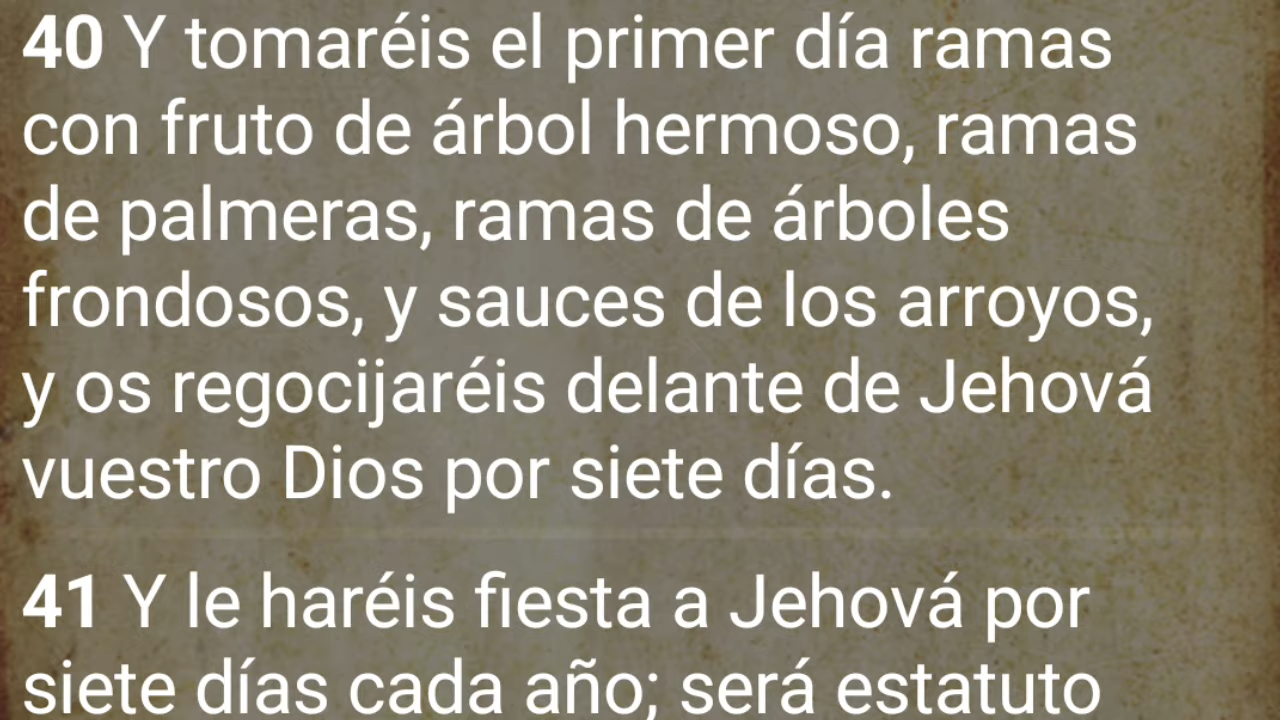 40 Y tomaréis el primer día ramas
con fruto de árbol hermoso, ramas
de palmeras, ramas de árboles
frondosos, y sauces de los arroyos,
y os regocijaréis delante de Jehová
vuestro Dios por siete días.
41 Y le haréis fiesta a Jehová por
siete días cada año; será estatuto